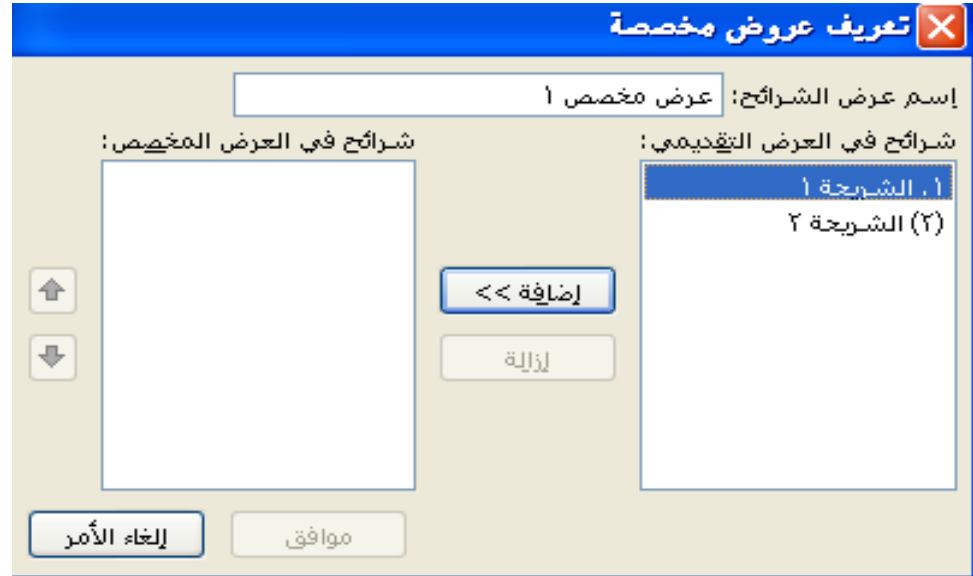 تعريف عروض مخصصة
إسم عرض الشرائح: عرض مخصص ١
شرائح في العرض التقديمي:
شرائح في العرض المخصص:
١. الشريحة ١
(٢) الشريحة ٢
إضافة >>
إزالة
موافق
إلغاء الأمر